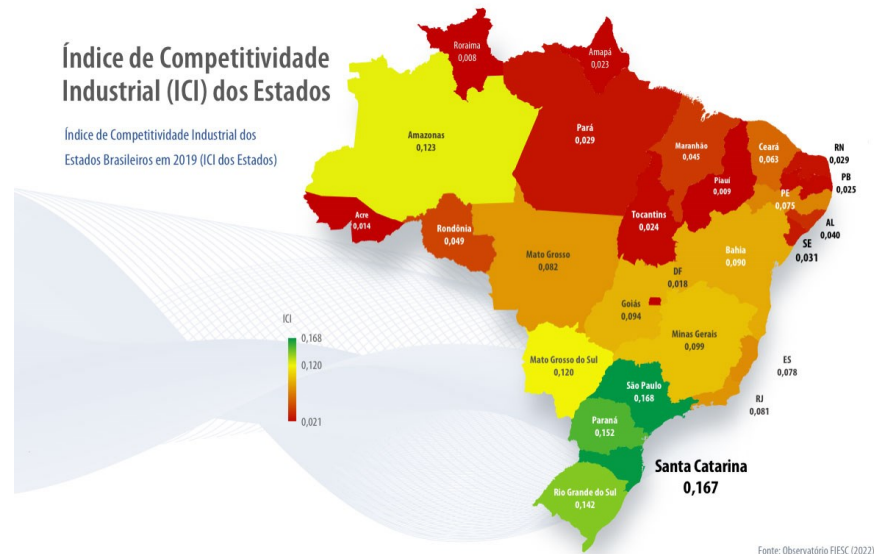 Índice de Competitividade
Industrial (ICI) dos Estados
Índice de Competitividade Industrial dos
Estados Brasileiros em 2019 (ICI dos Estados)
Roraima
0,008
Amapá
0,023
Amazonas
0,123
Pará
0,029
Maranhão
0,045
Ceará
0,063
RN
0,029
Piauí
0,009
PB
0,025
PE
0,075
Acre
0,014
Tocantins
0,024
AL
0,040
Rondônia
0,049
SE
0,031
Mato Grosso
0,082
Bahia
0,090
DF
0,018
Goiás
0,094
ICI
0,168
0,120
0,021
Minas Gerais
0,099
Mato Grosso do Sul
0,120
ES
0,078
São Paulo
0,168
RJ
0,081
Paraná
0,152
Santa Catarina
0,167
Rio Grande do Sul
0,142
Fonte: Observatório FIESC (2022)